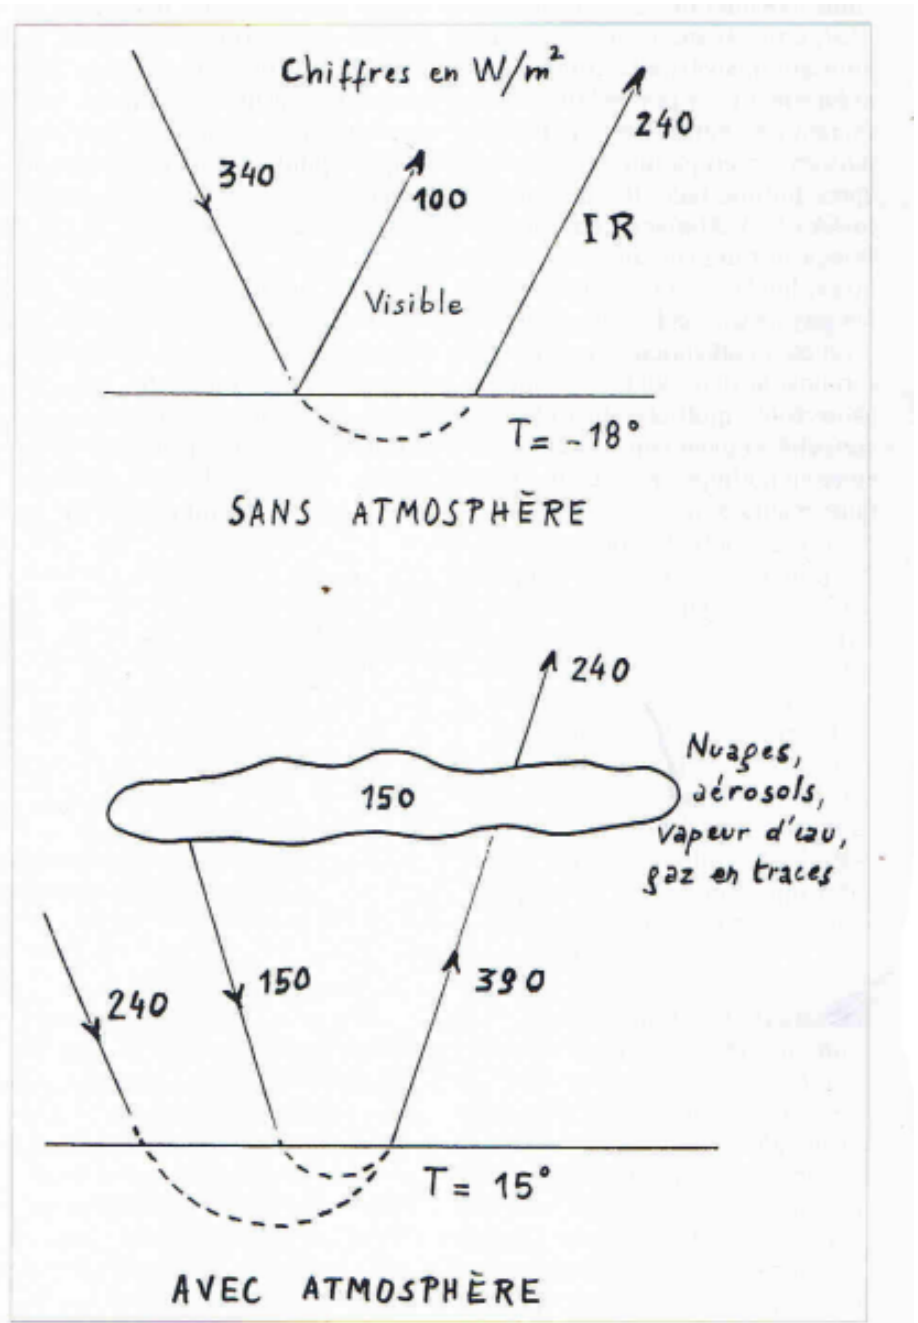 Chiffres en W/m²
340
100
240
IR
Visible
T = -18°
SANS ATMOSPHÈRE
240
150
Nuages,
aérosols,
vapeur d'eau,
gaz en traces
240
150
390
T = 15°
AVEC ATMOSPHÈRE